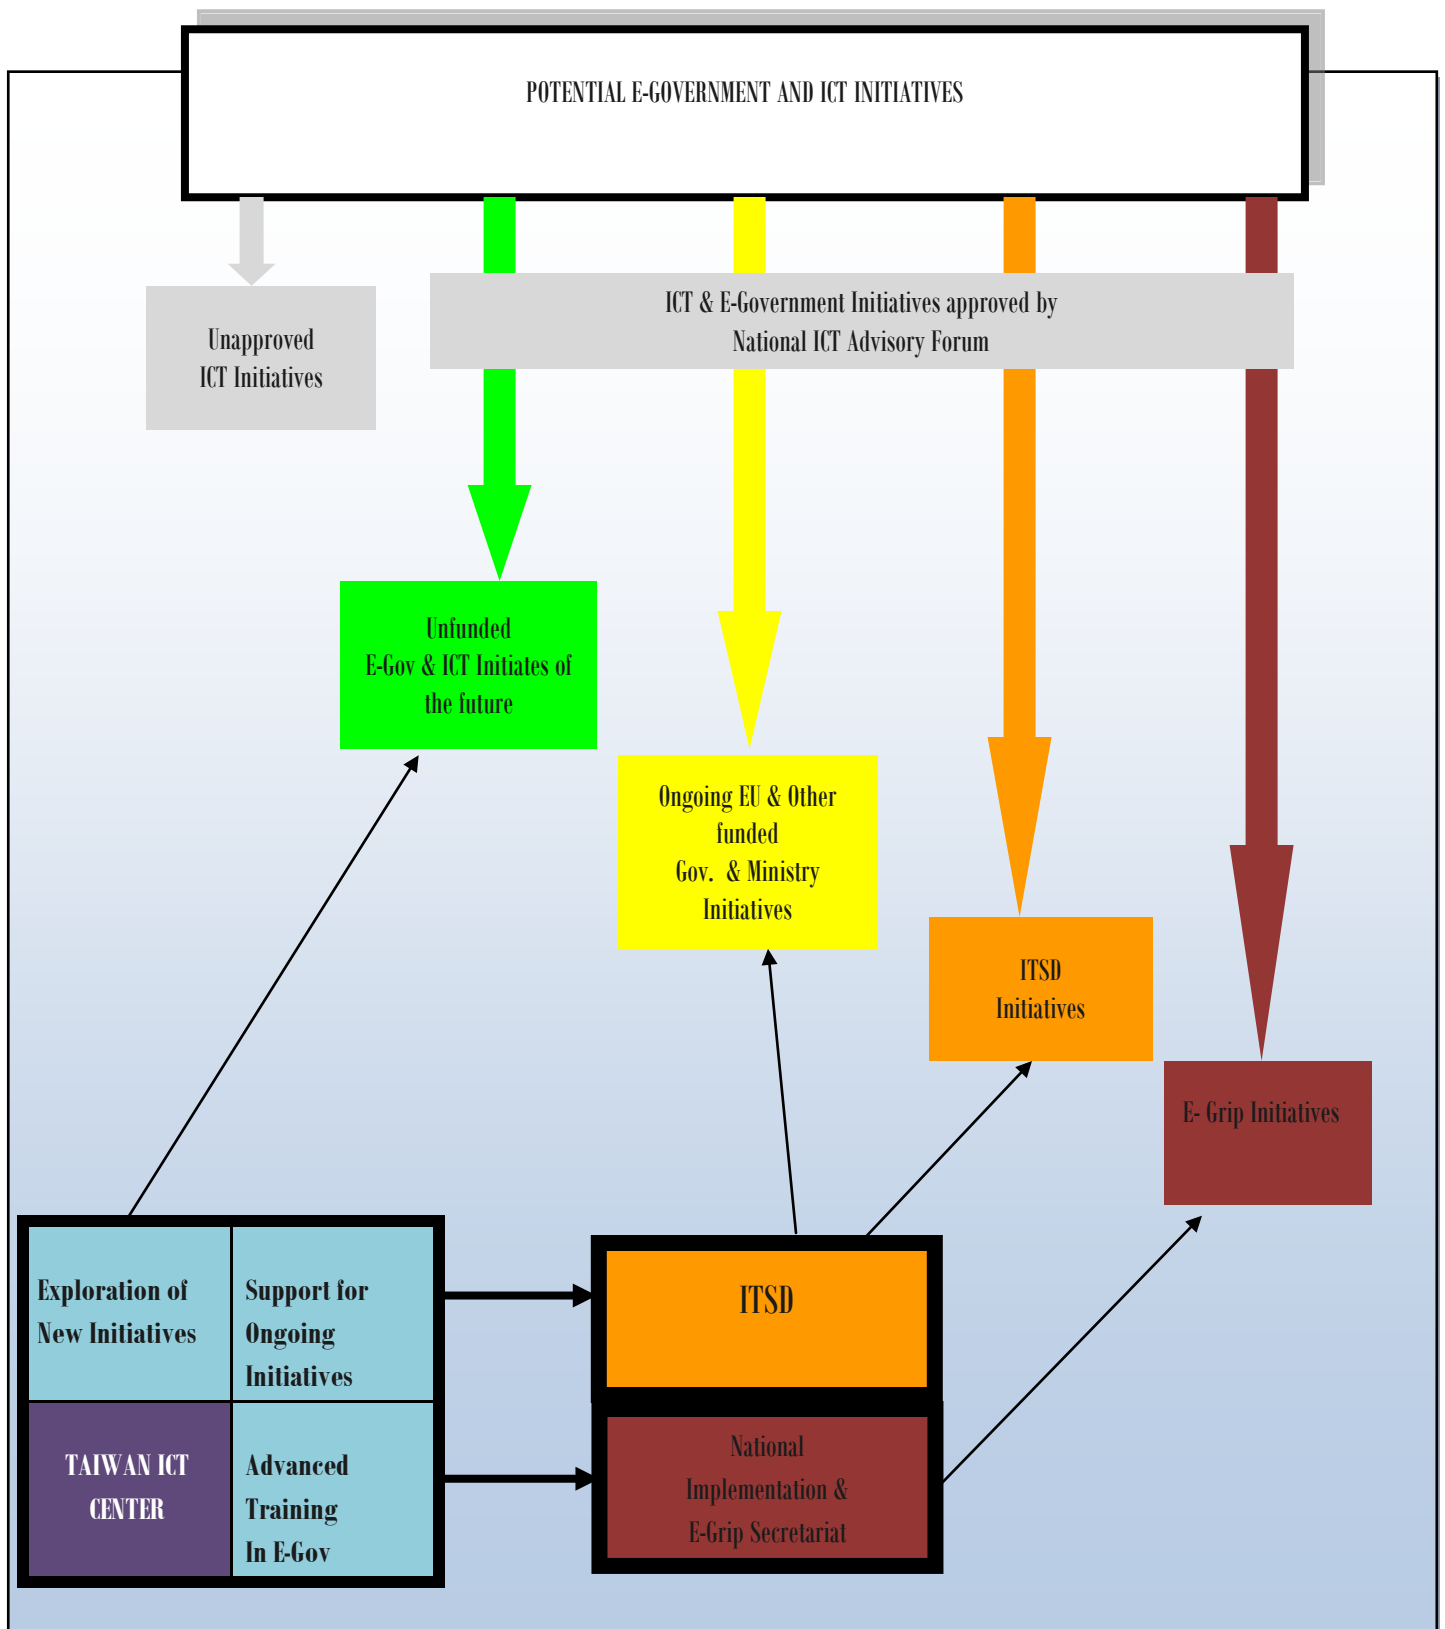 POTENTIAL E-GOVERNMENT AND ICT INITIATIVES
ICT & E-Government Initiatives approved by
National ICT Advisory Forum
Unapproved
ICT Initiatives
Unfunded
E-Gov & ICT Initiates of
the future
Ongoing EU & Other
funded
Gov. & Ministry
Initiatives
ITSD
Initiatives
E- Grip Initiatives
Exploration of
New Initiatives
Support for
Ongoing
Initiatives
TAIWAN ICT
CENTER
Advanced
Training
In E-Gov
ITSD
National
Implementation &
E-Grip Secretariat